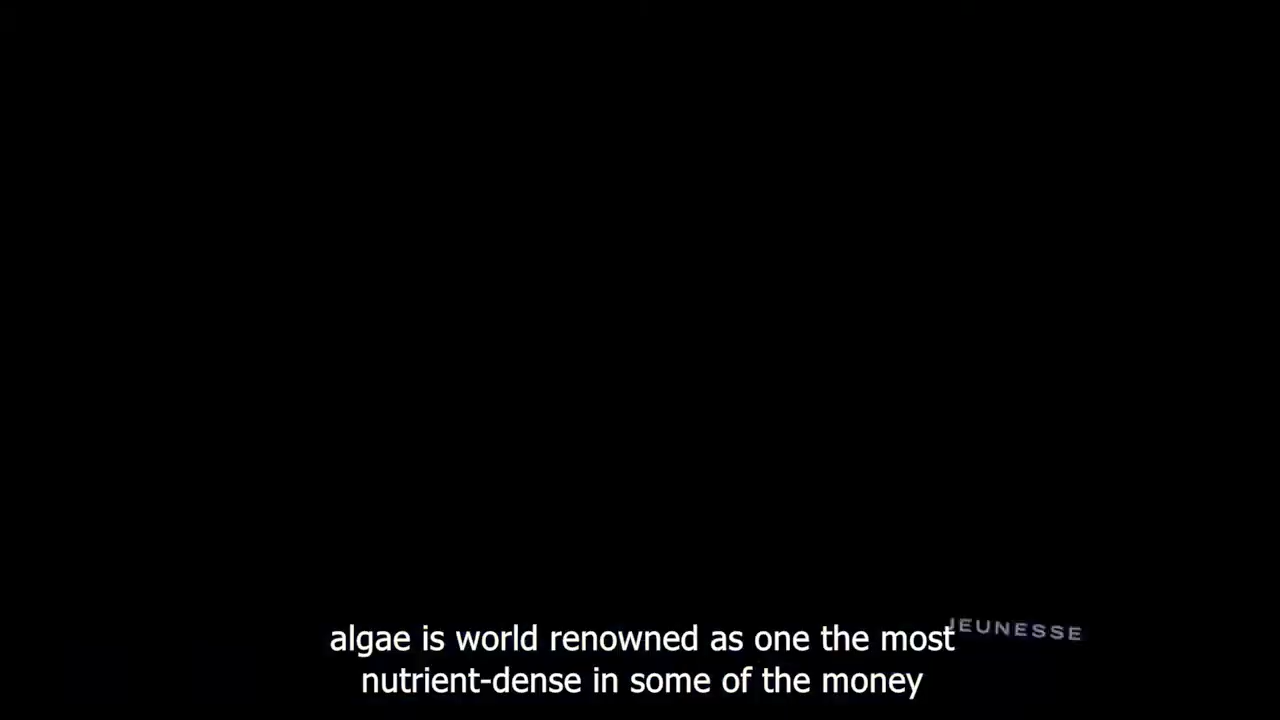 algae is world renowned as one the most
JEUNESSE
nutrient-dense in some of the money